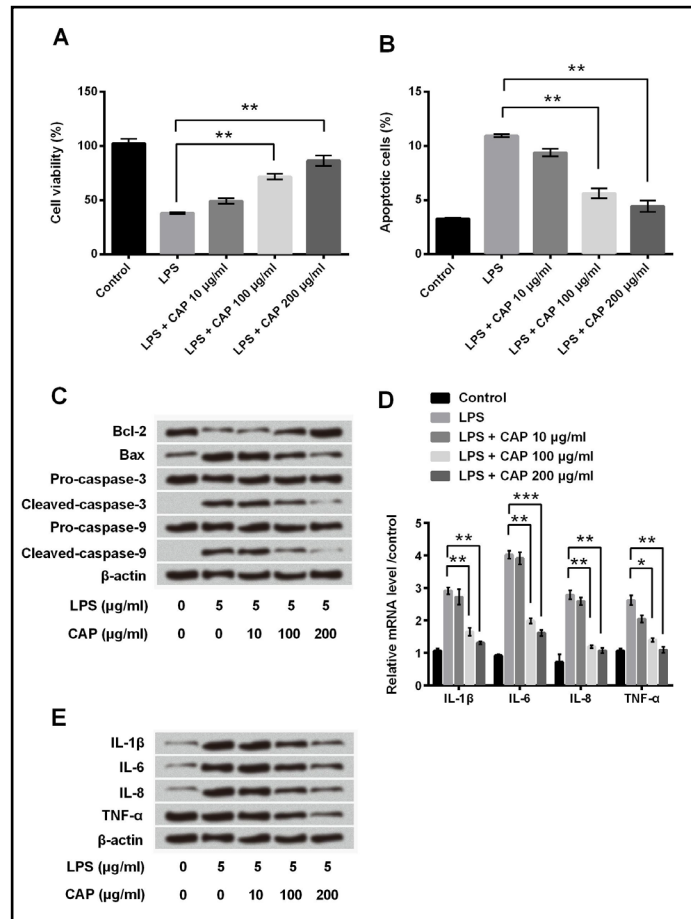 A
Cell viability (%)
150
100
50
0
**
**
Control
LPS
LPS + CAP 10 µg/ml
LPS + CAP 100 µg/ml
LPS + CAP 200 µg/ml
B
Apoptotic cells (%)
15
10
5
0
**
**
Control
LPS
LPS + CAP 10 µg/ml
LPS + CAP 100 µg/ml
LPS + CAP 200 µg/ml
C
Bcl-2
Bax
Pro-caspase-3
Cleaved-caspase-3
Pro-caspase-9
Cleaved-caspase-9
β-actin
LPS (µg/ml) 0 5 5 5 5
CAP (µg/ml) 0 0 10 100 200
D
Control
LPS
LPS + CAP 10 µg/ml
LPS + CAP 100 µg/ml
LPS + CAP 200 µg/ml
Relative mRNA level /control
5
4
3
2
1
0
**
**
***
**
**
**
**
*
IL-1β IL-6 IL-8 TNF-α
E
IL-1β
IL-6
IL-8
TNF-α
β-actin
LPS (µg/ml) 0 5 5 5 5
CAP (µg/ml) 0 0 10 100 200